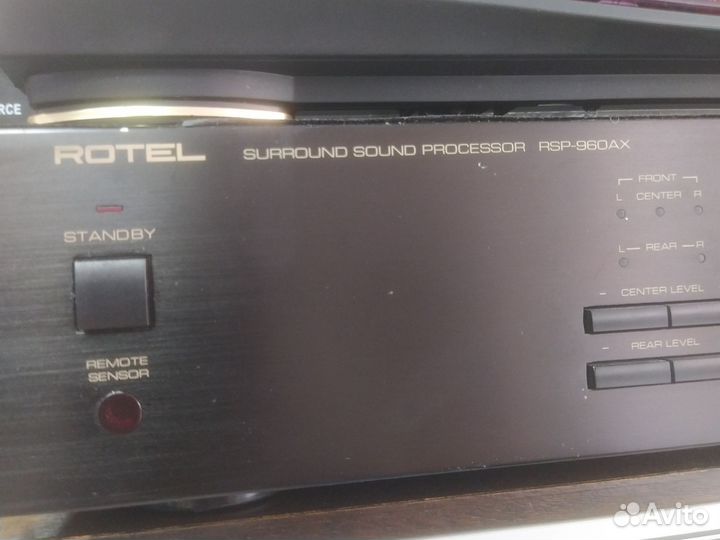 RCE
ROTEL SURROUND SOUND PROCESSOR RSP-960AX
FRONT
L CENTER R
STANDBY
L REAR R
- CENTER LEVEL
- REAR LEVEL
REMOTE
SENSOR
Avito